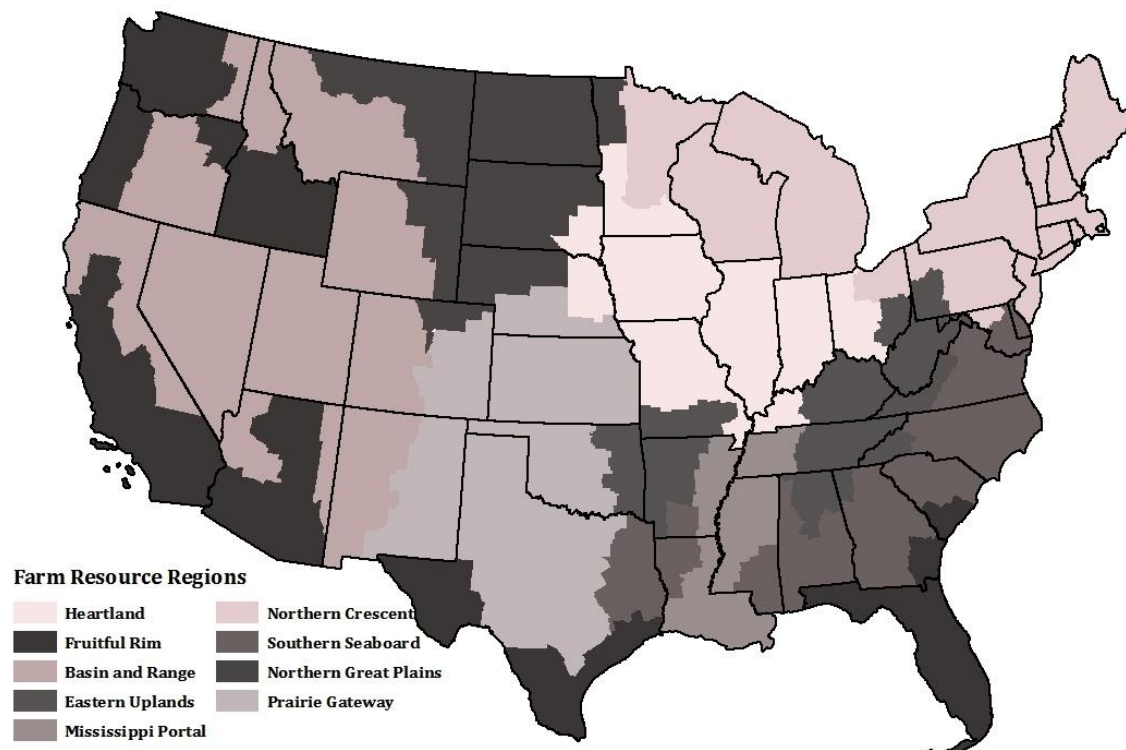 Farm Resource Regions
Heartland
Northern Crescent
Fruitful Rim
Southern Seaboard
Basin and Range
Northern Great Plains
Eastern Uplands
Prairie Gateway
Mississippi Portal